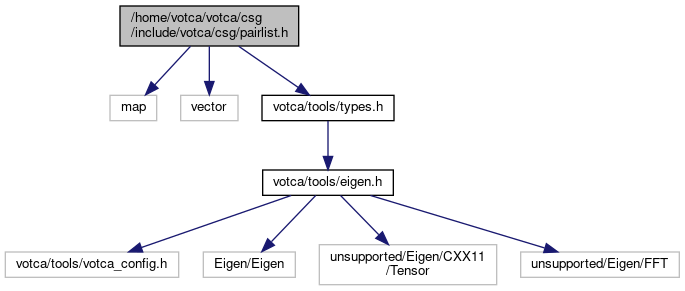 /home/votca/votca/csg
/include/votca/csg/pairlist.h
map
vector
votca/tools/types.h
votca/tools/eigen.h
votca/tools/votca_config.h
Eigen/Eigen
unsupported/Eigen/CXX11
/Tensor
unsupported/Eigen/FFT